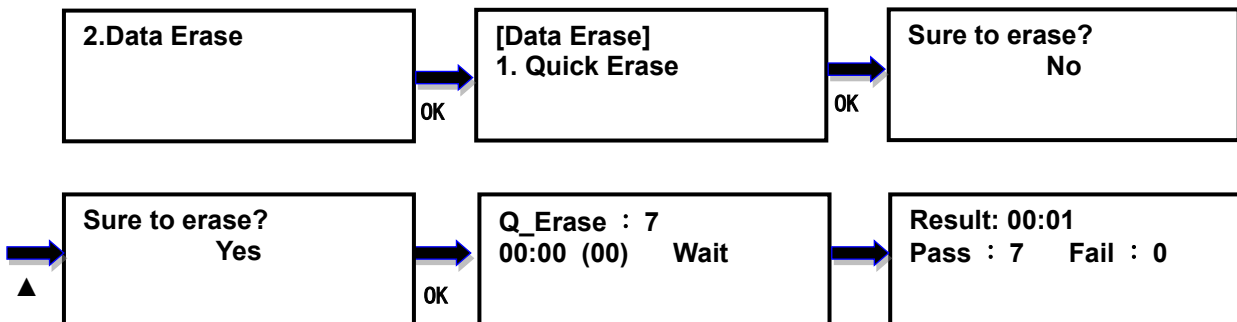 2.Data Erase
OK
[Data Erase]
1. Quick Erase
OK
Sure to erase?
No
▲
Sure to erase?
Yes
OK
Q_Erase : 7
00:00 (00) Wait
Result: 00:01
Pass : 7 Fail : 0